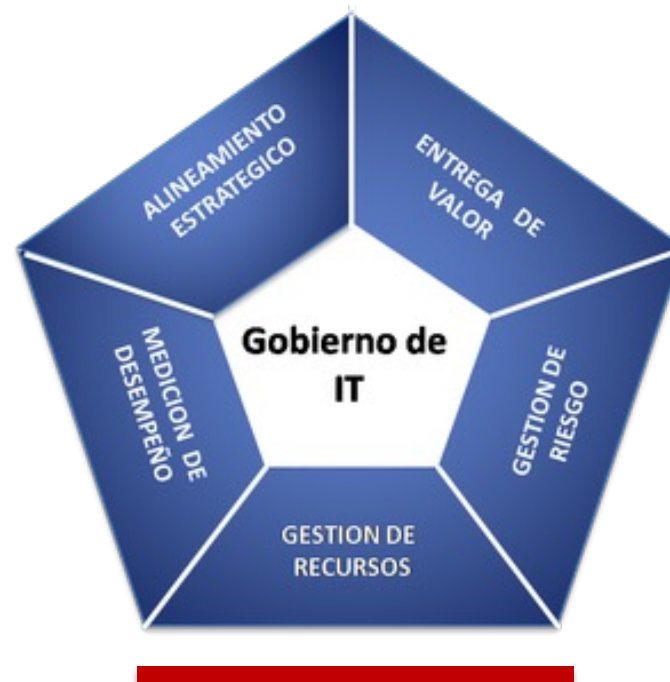 ALINEAMIENTO
ESTRATEGICO
ENTREGA DE
VALOR
Gobierno de
IT
MEDICION DE
DESEMPEÑO
GESTION DE
RIESGO
GESTION DE
RECURSOS